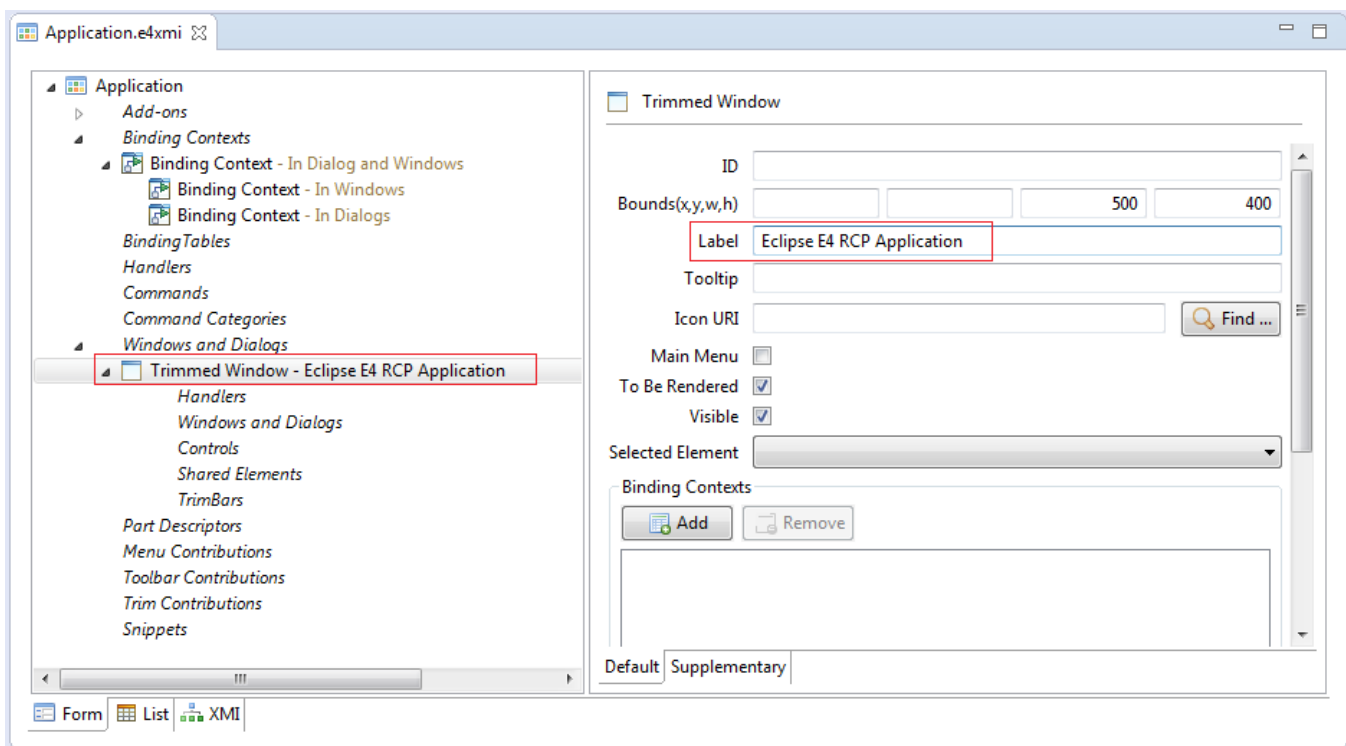 Application.e4xmi
Application
Add-ons
Binding Contexts
Binding Context - In Dialog and Windows
Binding Context - In Windows
Binding Context - In Dialogs
BindingTables
Handlers
Commands
Command Categories
Windows and Dialogs
Trimmed Window - Eclipse E4 RCP Application
Handlers
Windows and Dialogs
Controls
Shared Elements
TrimBars
Part Descriptors
Menu Contributions
Toolbar Contributions
Trim Contributions
Snippets
Trimmed Window
ID
Bounds(x,y,w,h) 500 400
Label Eclipse E4 RCP Application
Tooltip
Icon URI Find ...
Main Menu
To Be Rendered
Visible
Selected Element
Binding Contexts
Add Remove
Default Supplementary
Form List XMI